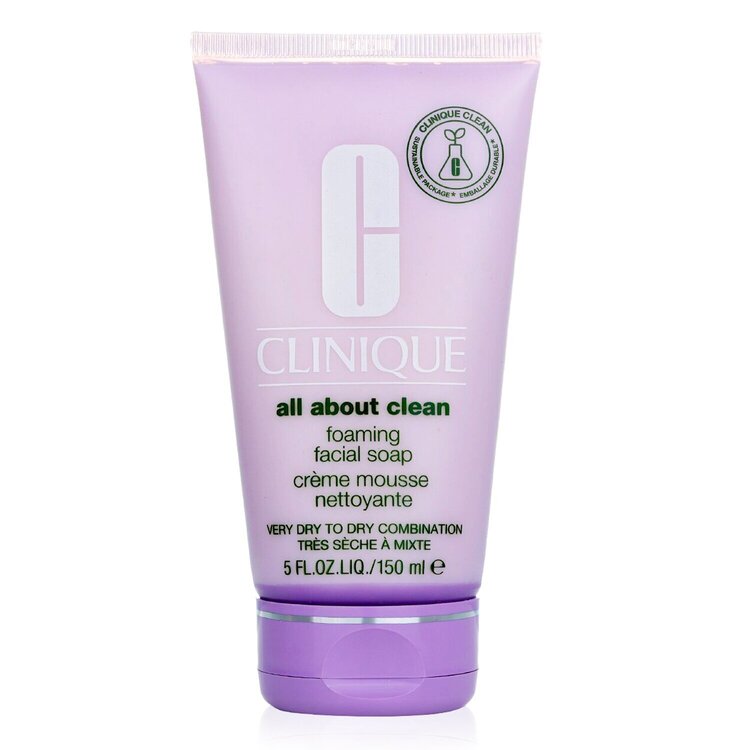 CLINIQUE CLEAN
SUSTAINABLE PACKAGE* EMBALLAGE DURABLE*
C
C
CLINIQUE
all about clean
foaming
facial soap
crème mousse
nettoyante
VERY DRY TO DRY COMBINATION
TRÈS SÈCHE À MIXTE
5 FL.OZ.LIQ./150 ml ℮